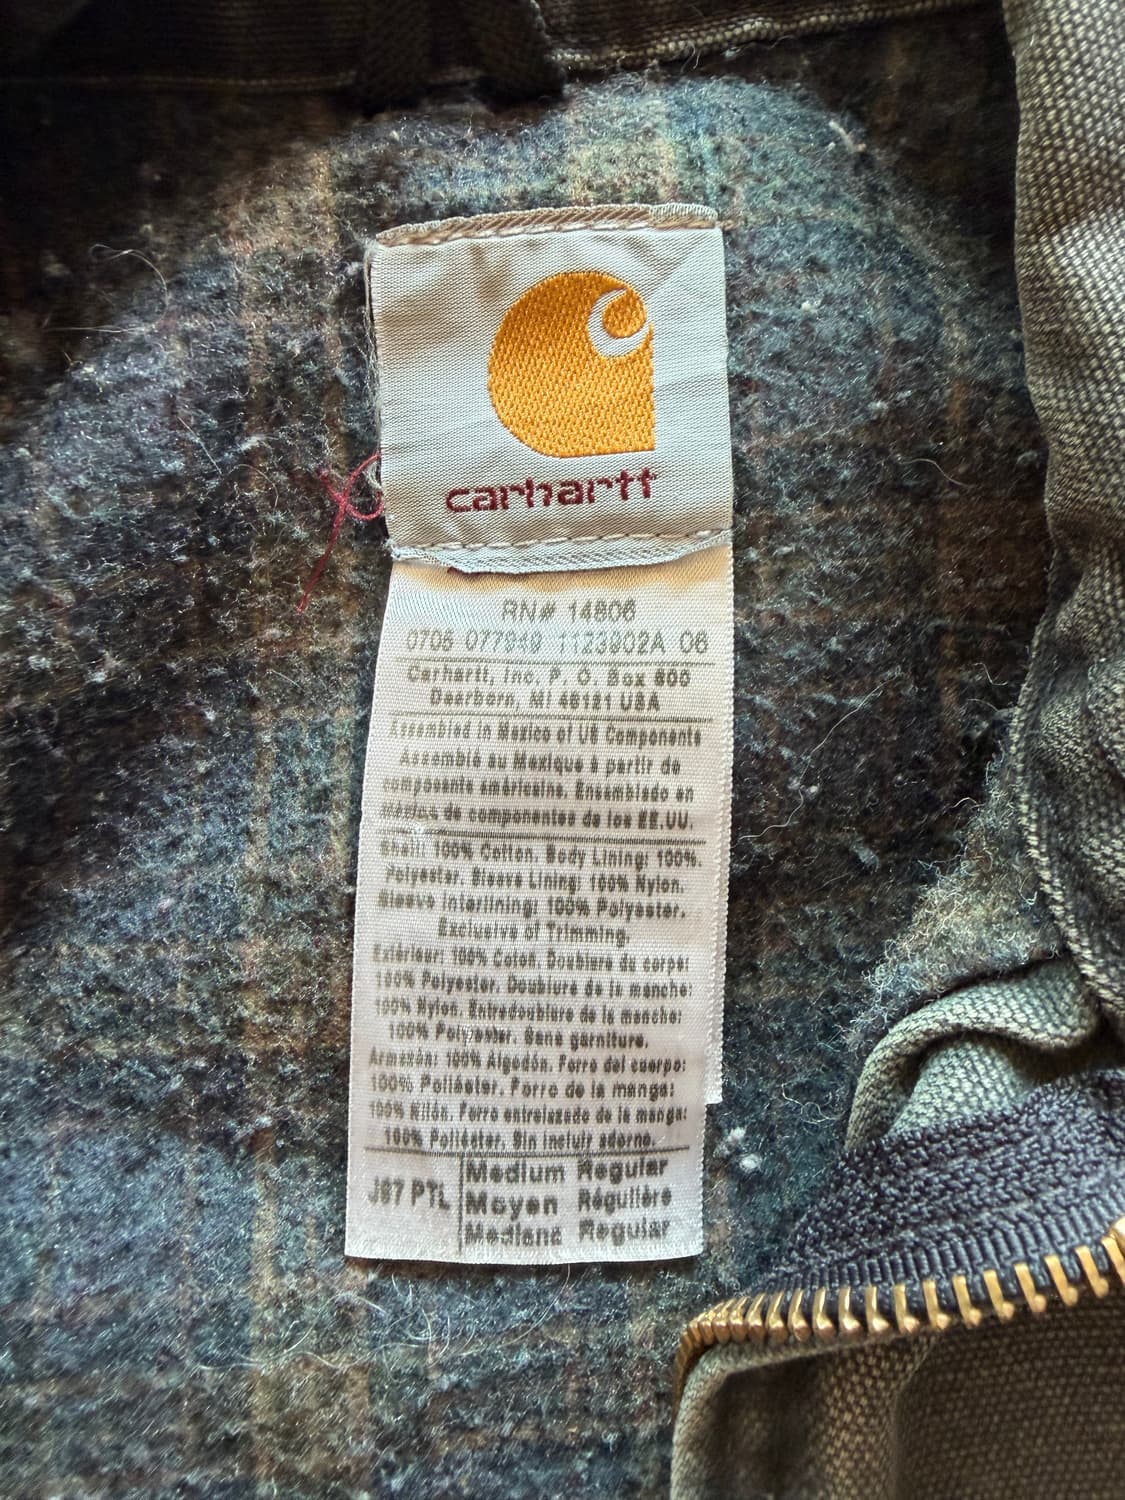 carhartt
RN# 14806
0706 077949 1123902A 06
Carhartt, Inc. P. O. Box 600
Dearborn, MI 48121 USA
Assembled in Mexico of US Components
Assemblé au Mexique à partir de
composants américains. Ensamblado en
méxico de componentes de los EE.UU.
Shell: 100% Cotton. Body Lining: 100%.
Polyester. Sleeve Lining: 100% Nylon.
Sleeve Interlining: 100% Polyester.
Exclusive of Trimming.
Extérieur: 100% Coton. Doublure du corps:
100% Polyester. Doublure de la manche:
100% Nylon. Entredoublure de la manche:
100% Polyester. Sans garniture.
Armazón: 100% Algodón. Forro del cuerpo:
100% Poliéster. Forro de la manga:
100% Nilón. Forro entrelazado de la manga:
100% Poliéster. Sin incluir adorno.
J97 PTL
Medium Regular
Moyen Régulière
Mediana Regular